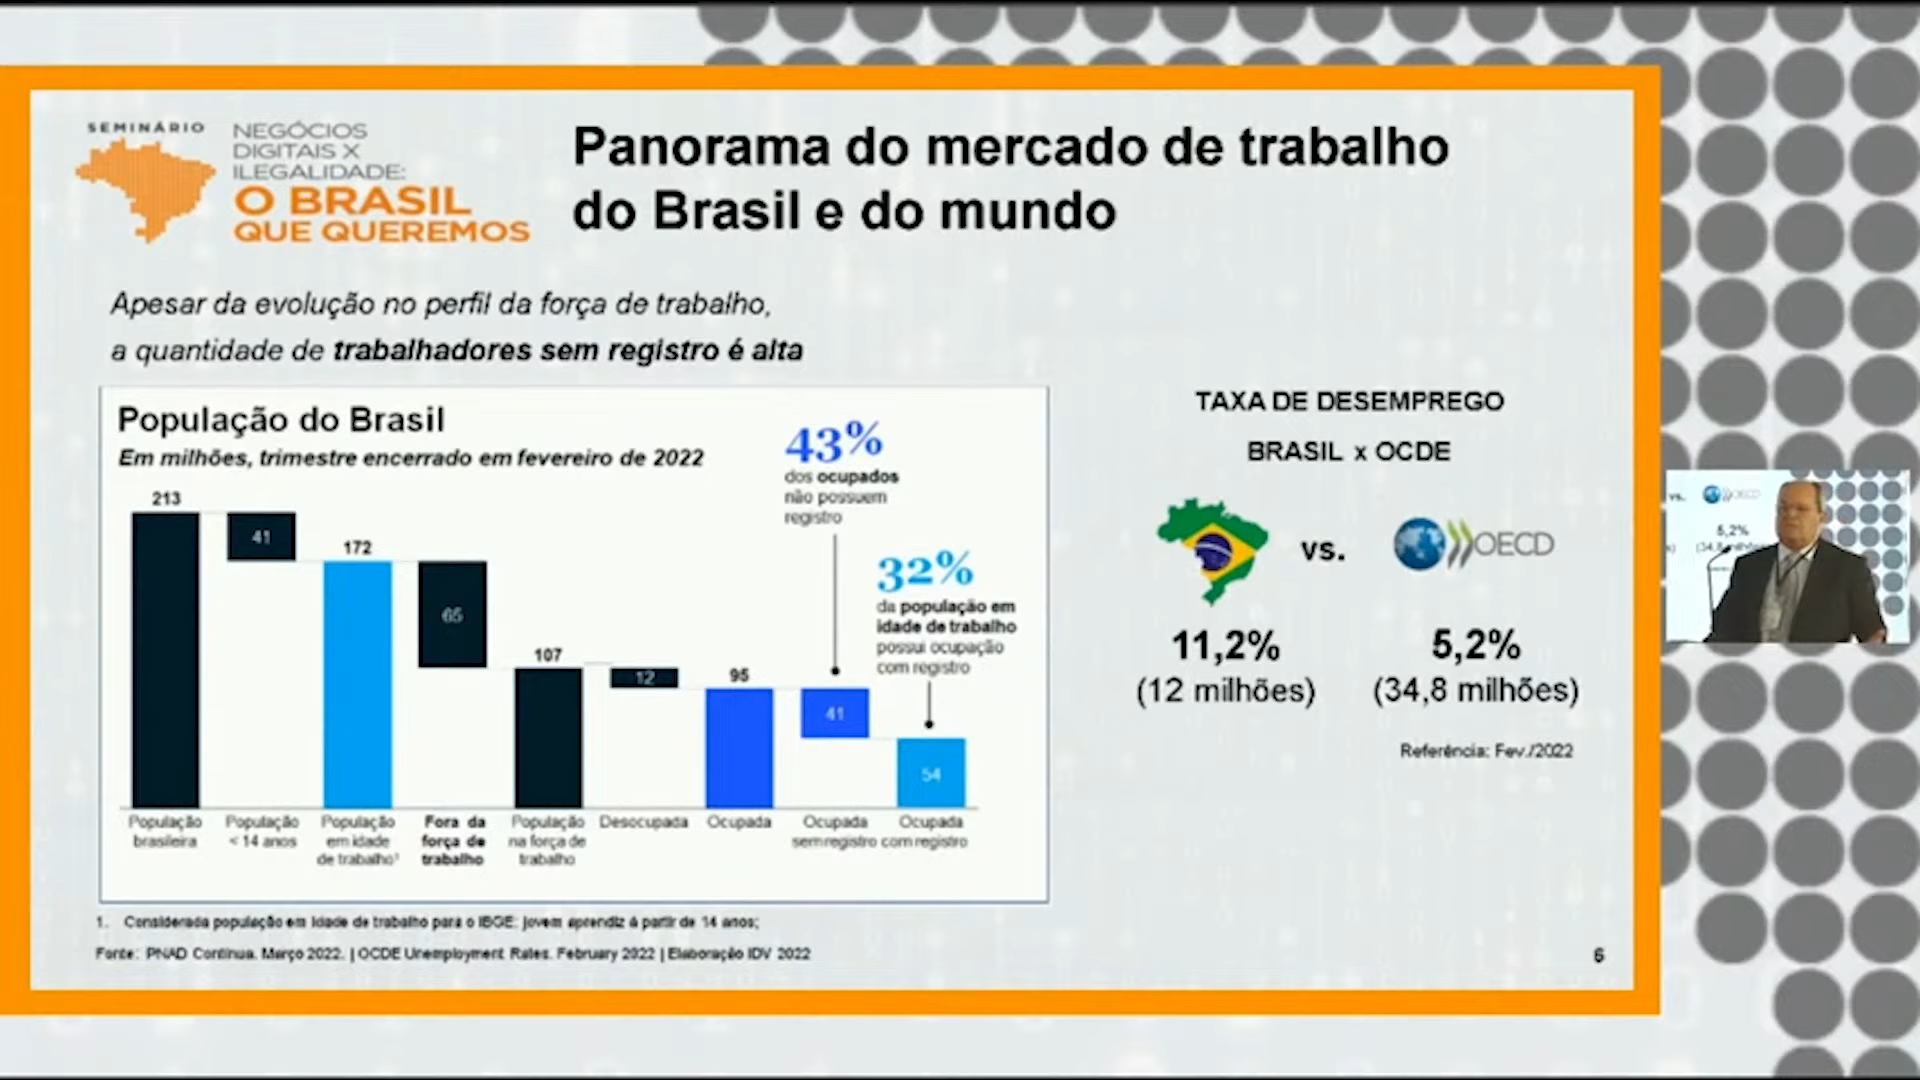 SEMINÁRIO
NEGÓCIOS
DIGITAIS X
ILEGALIDADE:
O BRASIL
QUE QUEREMOS
Panorama do mercado de trabalho
do Brasil e do mundo
Apesar da evolução no perfil da força de trabalho,
a quantidade de trabalhadores sem registro é alta
População do Brasil
Em milhões, trimestre encerrado em fevereiro de 2022
43%
dos ocupados
não possuem
registro
32%
da população em
idade de trabalho
possui ocupação
com registro
213
41
172
65
107
12
95
41
54
População
brasileira
População
< 14 anos
População
em idade
de trabalho¹
Fora da
força de
trabalho
População
na força de
trabalho
Desocupada
Ocupada
Ocupada
sem registro
Ocupada
com registro
TAXA DE DESEMPREGO
BRASIL x OCDE
vs.
OECD
11,2%
(12 milhões)
5,2%
(34,8 milhões)
Referência: Fev./2022
1. Considerada população em idade de trabalho para o IBGE: jovem aprendiz à partir de 14 anos;
Fonte: PNAD Contínua. Março 2022. | OCDE Unemployment Rates. February 2022 | Elaboração IDV 2022
6
vs.
OECD
5,2%